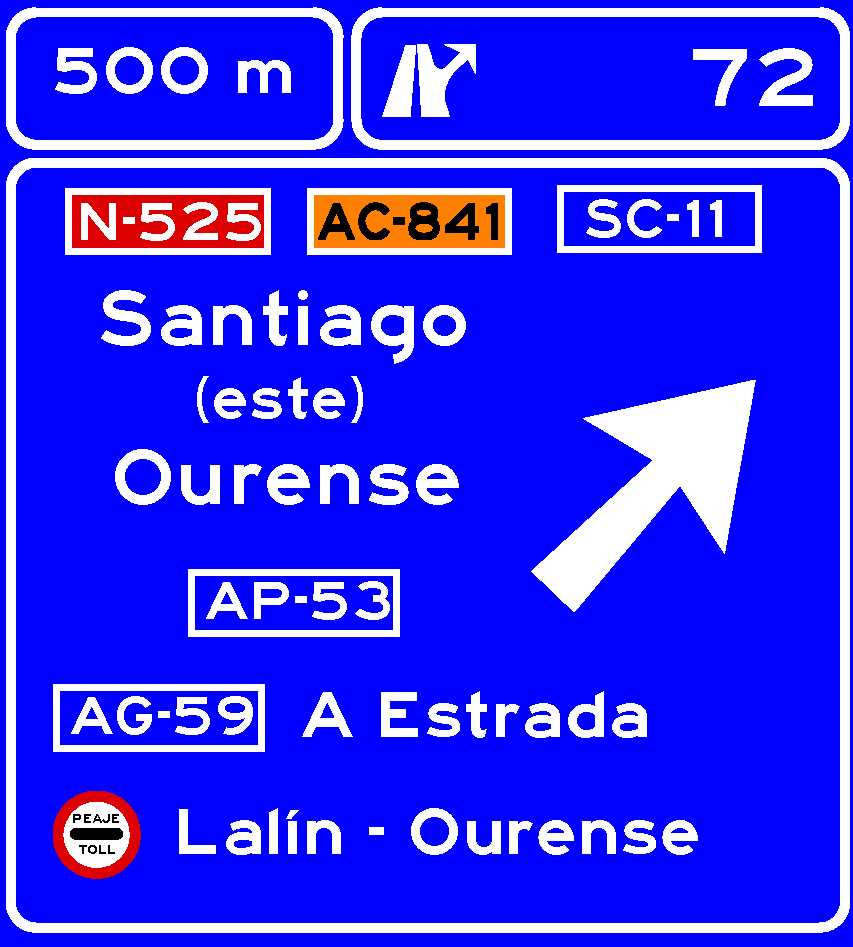 500 m 72
N-525 AC-841 SC-11
Santiago
(este)
Ourense
AP-53
AG-59 A Estrada
PEAJE
TOLL
Lalín - Ourense